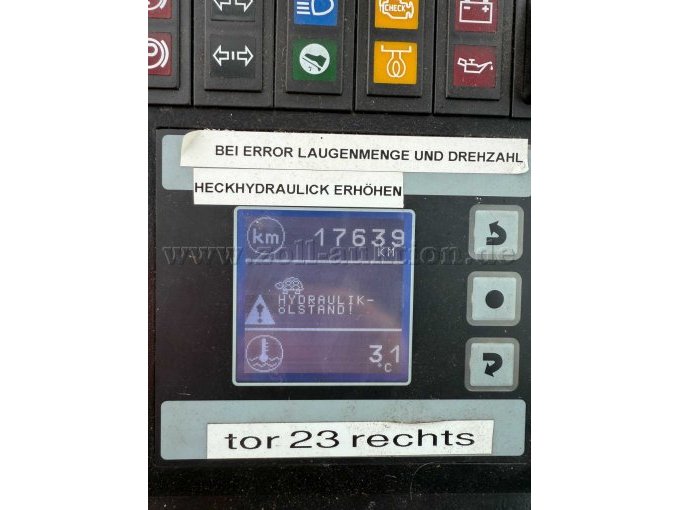 CHECK
BEI ERROR LAUGENMENGE UND DREHZAHL
HECKHYDRAULICK ERHÖHEN
km 17639
KM
www.zoll-auktion.de
HYDRAULIK-
ÖLSTAND!
31
°C
tor 23 rechts